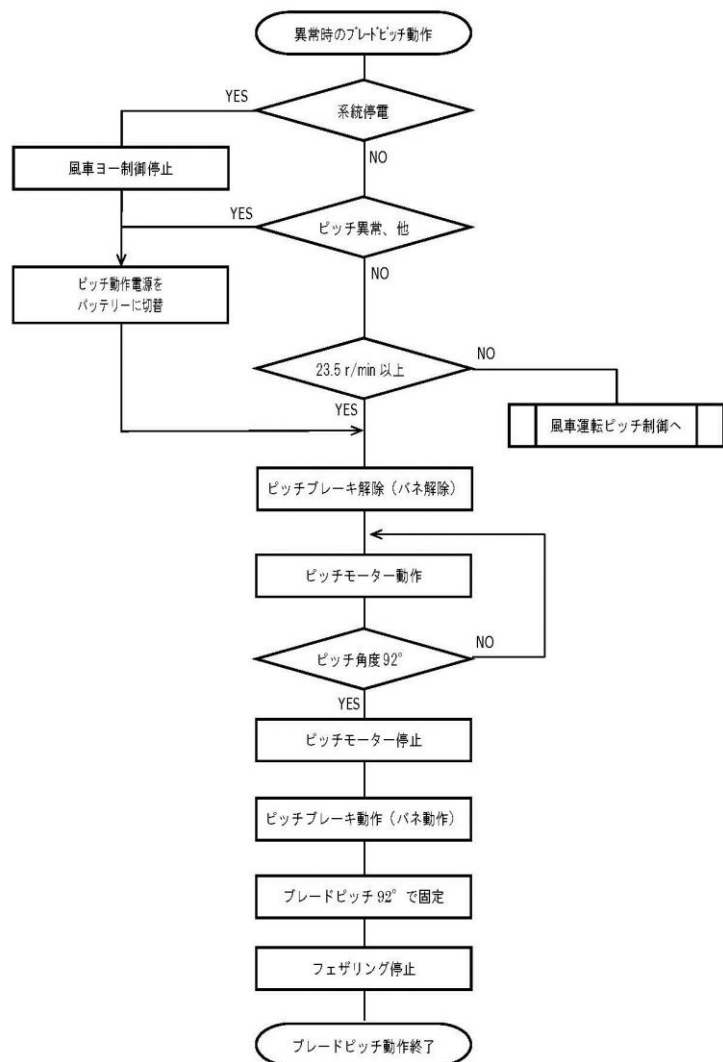 異常時のブレードピッチ動作
YES
系統停電
NO
風車ヨー制御停止
YES
ピッチ異常、他
NO
ピッチ動作電源を
バッテリーに切替
23.5 r/min 以上
NO
YES
風車運転ピッチ制御へ
ピッチブレーキ解除（バネ解除）
ピッチモーター動作
ピッチ角度 92°
NO
YES
ピッチモーター停止
ピッチブレーキ動作（バネ動作）
ブレードピッチ 92° で固定
フェザリング停止
ブレードピッチ動作終了